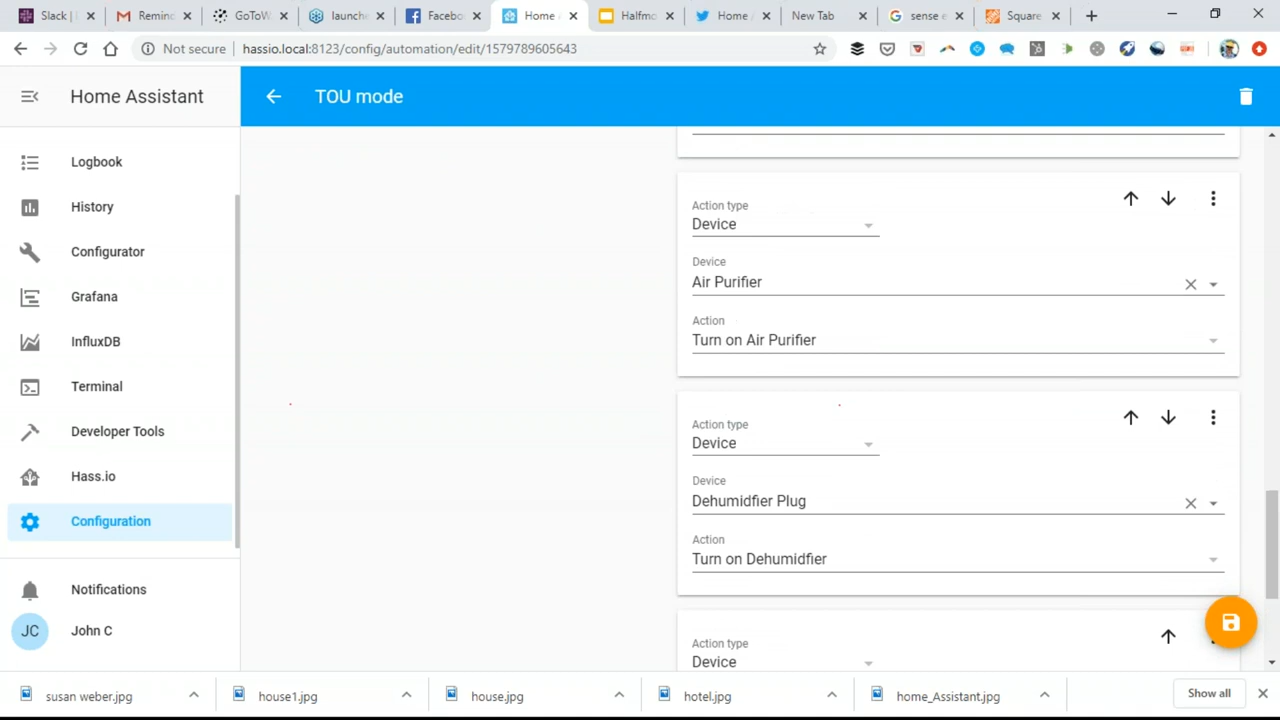 Slack |
Remind
GoToW
launche
Facebo
Home -
Halfmo
Home /
New Tab
sense e
Square
Not secure | hassio.local:8123/config/automation/edit/1579789605643
Home Assistant
TOU mode
Logbook
History
Configurator
Grafana
InfluxDB
Terminal
Developer Tools
Hass.io
Configuration
Notifications
JC
John C
Action type
Device
Device
Air Purifier
Action
Turn on Air Purifier
Action type
Device
Device
Dehumidfier Plug
Action
Turn on Dehumidfier
Action type
Device
susan weber.jpg
house1.jpg
house.jpg
hotel.jpg
home_Assistant.jpg
Show all